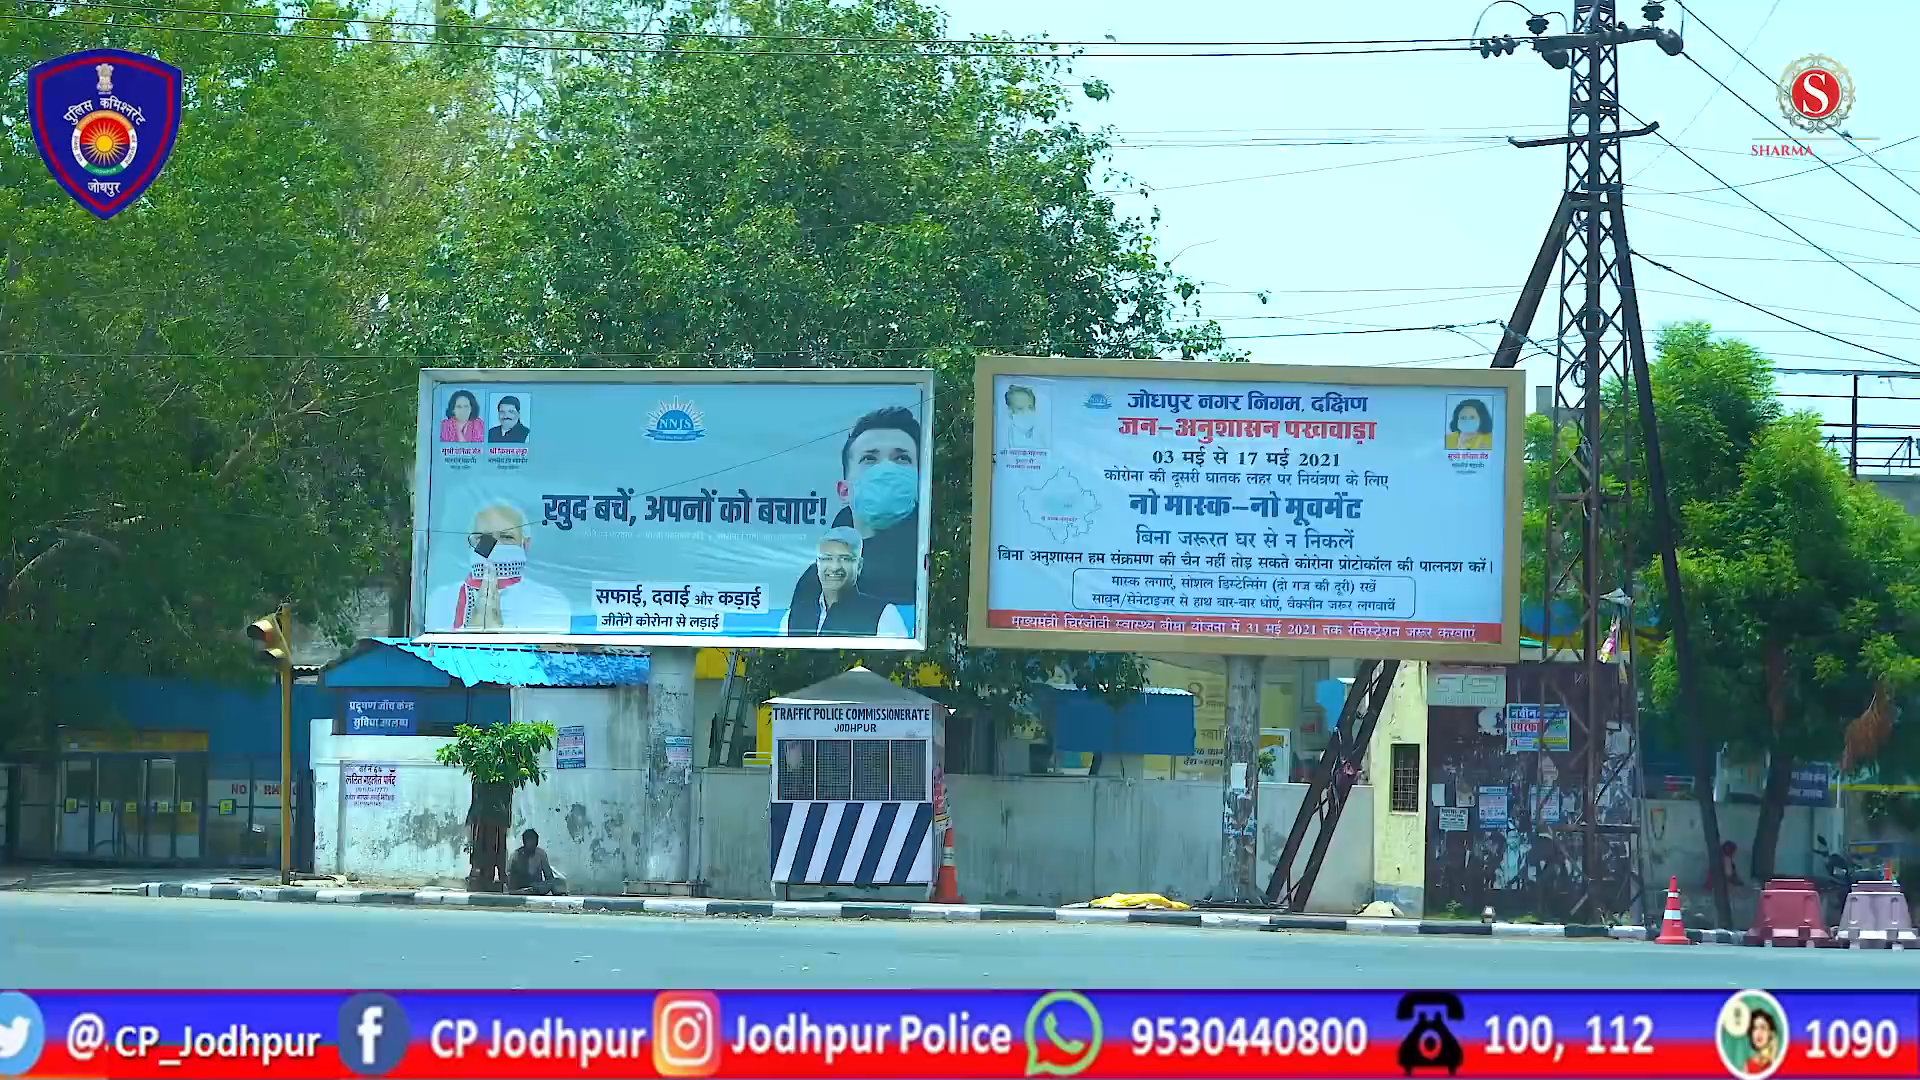 पुलिस कमिश्नरेट
जोधपुर
S
SHARMA
NNJS
ख़ुद बचें, अपनों को बचाएं!
सफाई, दवाई और कड़ाई
जीतेंगे कोरोना से लड़ाई
जोधपुर नगर निगम, दक्षिण
जन-अनुशासन पखवाड़ा
03 मई से 17 मई 2021
कोरोना की दूसरी घातक लहर पर नियंत्रण के लिए
नो मास्क-नो मूवमेंट
बिना जरूरत घर से न निकलें
बिना अनुशासन हम संक्रमण की चैन नहीं तोड़ सकते कोरोना प्रोटोकॉल की पालनश करें।
मास्क लगाएं, सोशल डिस्टेन्सिंग (दो गज की दूरी) रखें
साबुन/सेनेटाइजर से हाथ बार-बार धोएं, वैक्सीन जरूर लगवायें
मुख्यमंत्री चिरंजीवी स्वास्थ्य बीमा योजना में 31 मई 2021 तक रजिस्ट्रेशन जरूर करवाएं
प्रदूषण जाँच केन्द्र
सुविधा उपलब्ध
TRAFFIC POLICE COMMISSIONERATE
JODHPUR
@CP_Jodhpur
CP Jodhpur
Jodhpur Police
9530440800
100, 112
1090